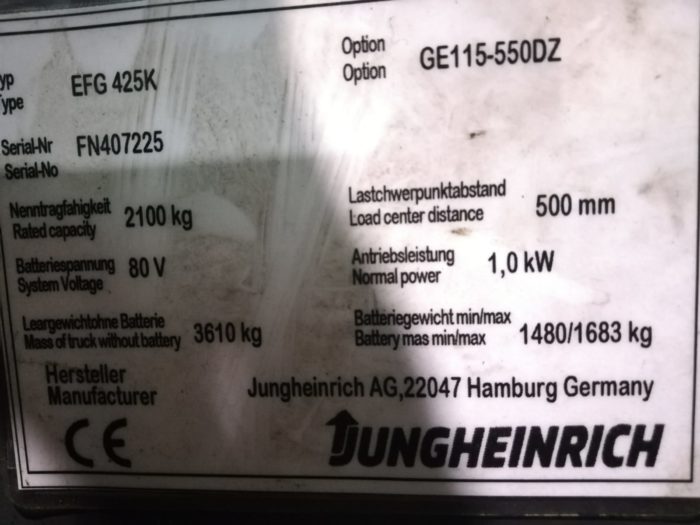 Typ EFG 425K Option GE115-550DZ
Type Option
Serial-Nr FN407225
Serial-No
Nenntragfahigkeit 2100 kg Lastchwerpunktabstand 500 mm
Rated capacity Load center distance
Batteriespannung 80 V Antriebsleistung 1,0 kW
System Voltage Normal power
Leargewichtohne Batterie 3610 kg Batteriegewicht min/max 1480/1683 kg
Mass of truck without battery Battery mas min/max
Hersteller Jungheinrich AG,22047 Hamburg Germany
Manufacturer
CE JUNGHEINRICH